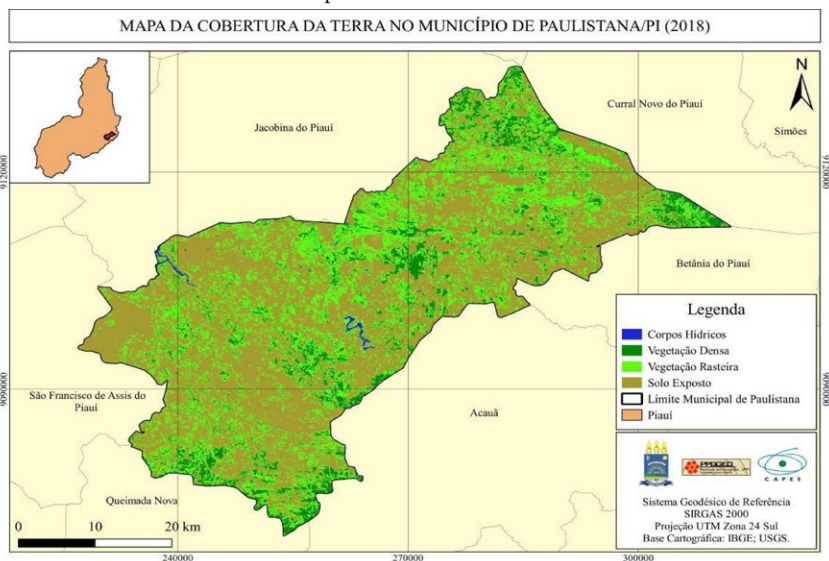 MAPA DA COBERTURA DA TERRA NO MUNICÍPIO DE PAULISTANA/PI (2018)
N
Curral Novo do Piauí
Jacobina do Piauí
Simões
9120000
9120000
Betânia do Piauí
Legenda
Corpos Hídricos
Vegetação Densa
Vegetação Rasteira
Solo Exposto
Limite Municipal de Paulistana
Piauí
São Francisco de Assis do
Piauí
9090000
9090000
Acauã
PPGGEO
CAPES
Queimada Nova
Sistema Geodésico de Referência
SIRGAS 2000
Projeção UTM Zona 24 Sul
Base Cartográfica: IBGE; USGS.
0 10 20 km
240000 270000 300000